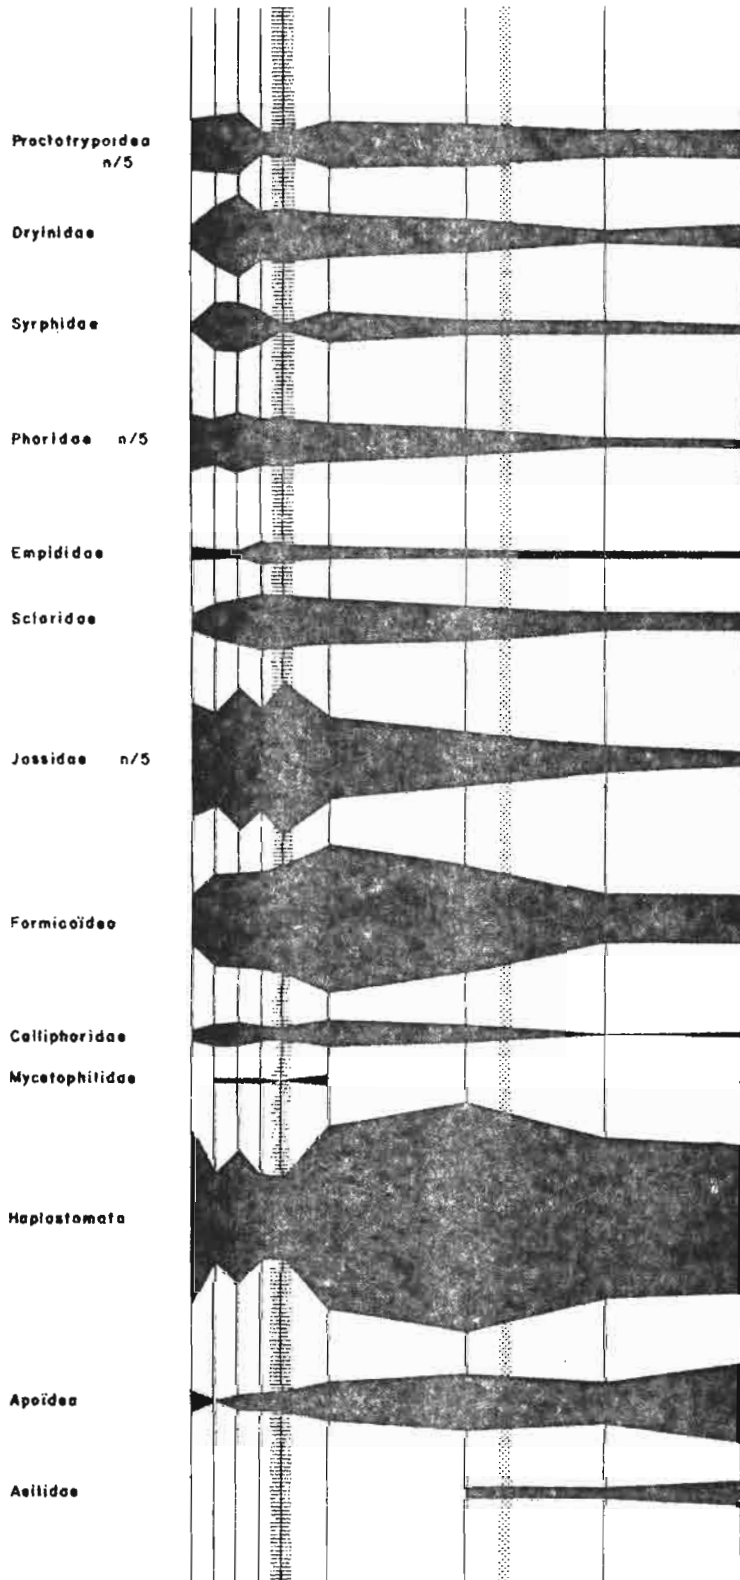 Proctotrypoidea
n/5
Dryinidae
Syrphidae
Phoridae n/5
Empididae
Sciaridae
Jassidae n/5
Formicoïdea
Calliphoridae
Mycetophilidae
Haplostomata
Apoïdea
Asilidae